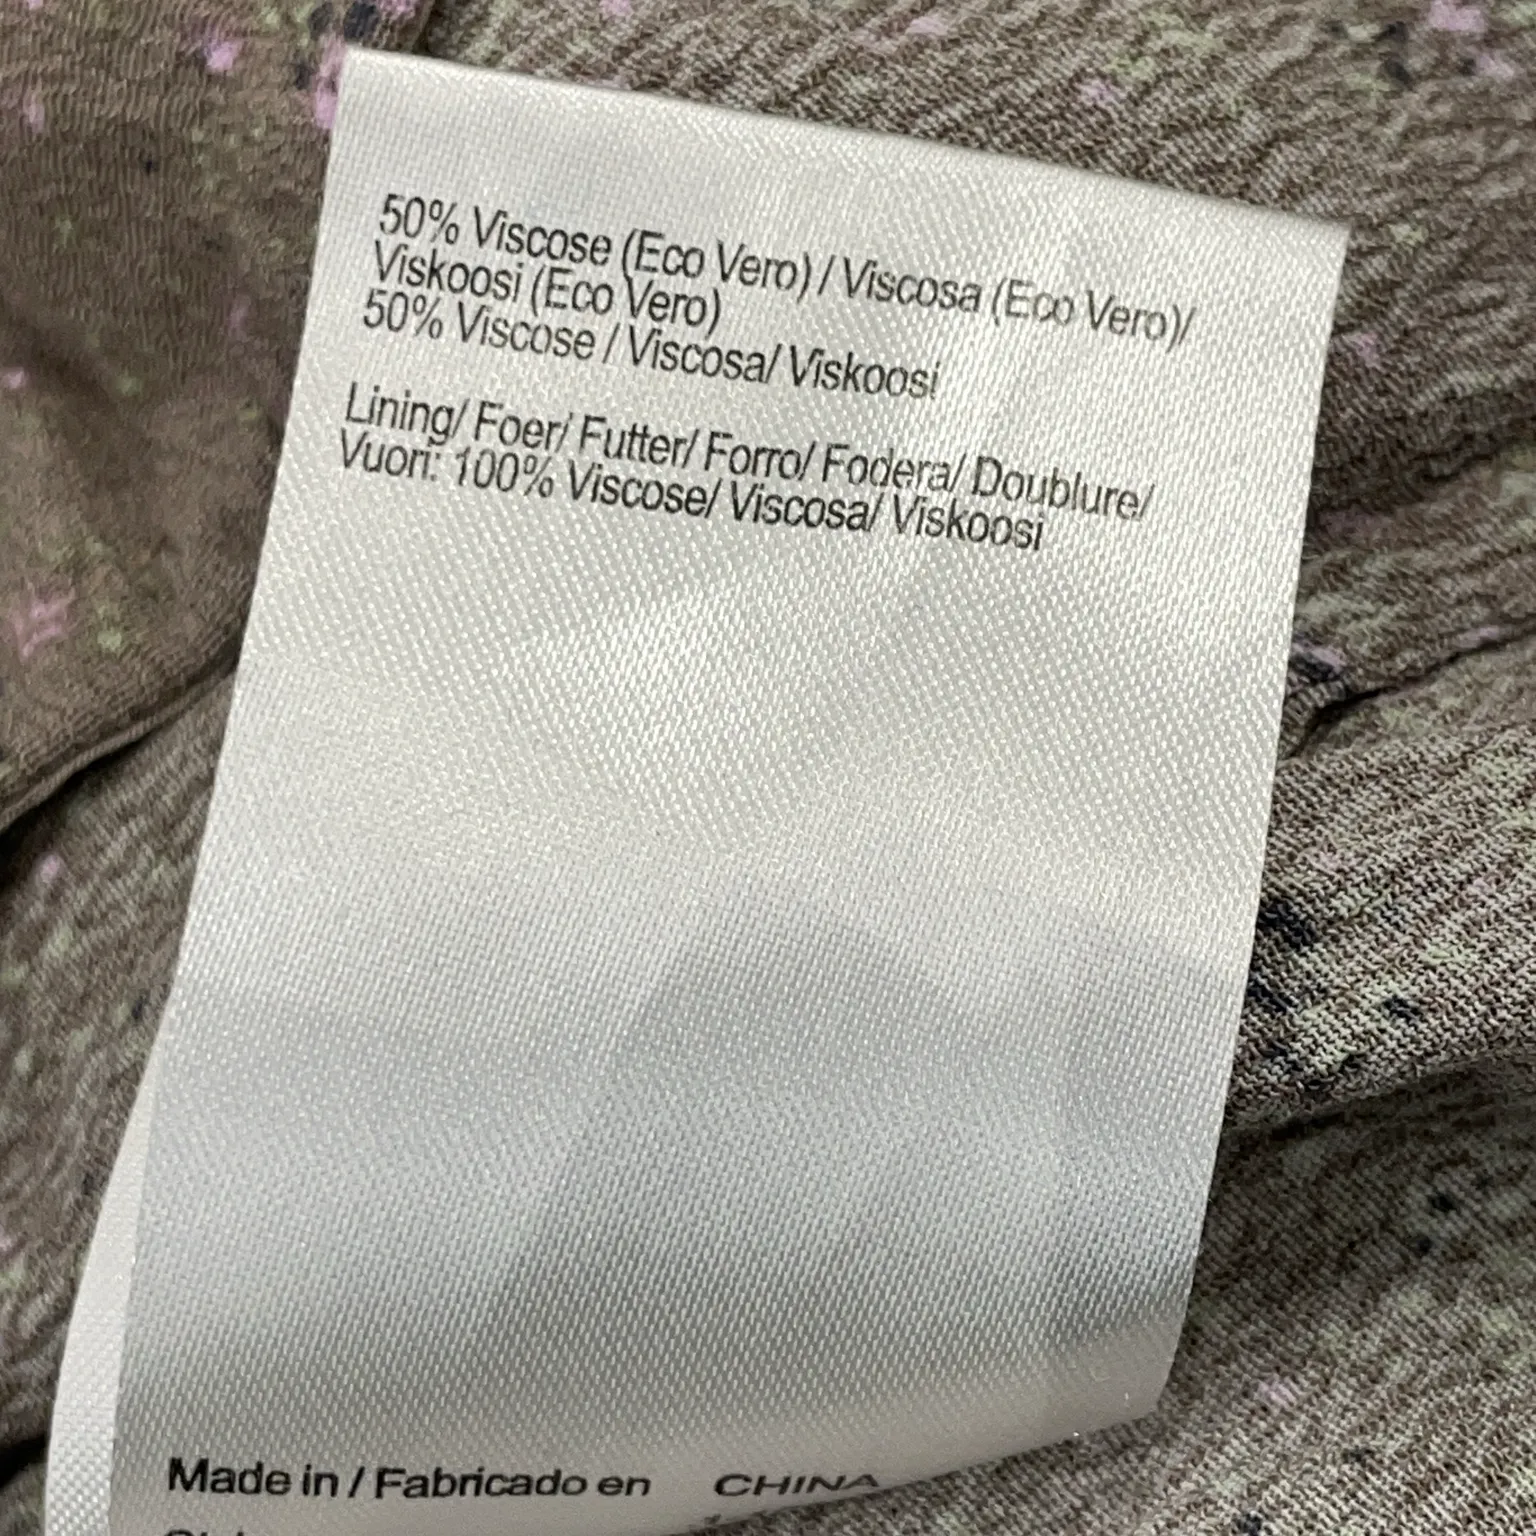 50% Viscose (Eco Vero) / Viscosa (Eco Vero)/
Viskoosi (Eco Vero)
50% Viscose / Viscosa/ Viskoosi
Lining/ Foer/ Futter/ Forro/ Fodera/ Doublure/
Vuori: 100% Viscose/ Viscosa/ Viskoosi
Made in / Fabricado en CHINA